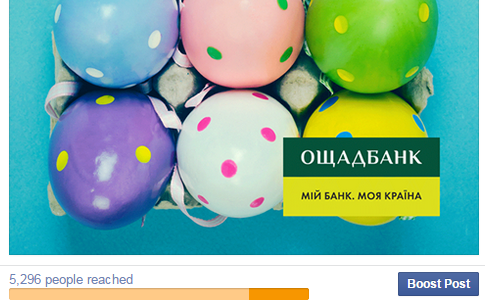 ОЩАДБАНК
МІЙ БАНК. МОЯ КРАЇНА
5,296 people reached
Boost Post